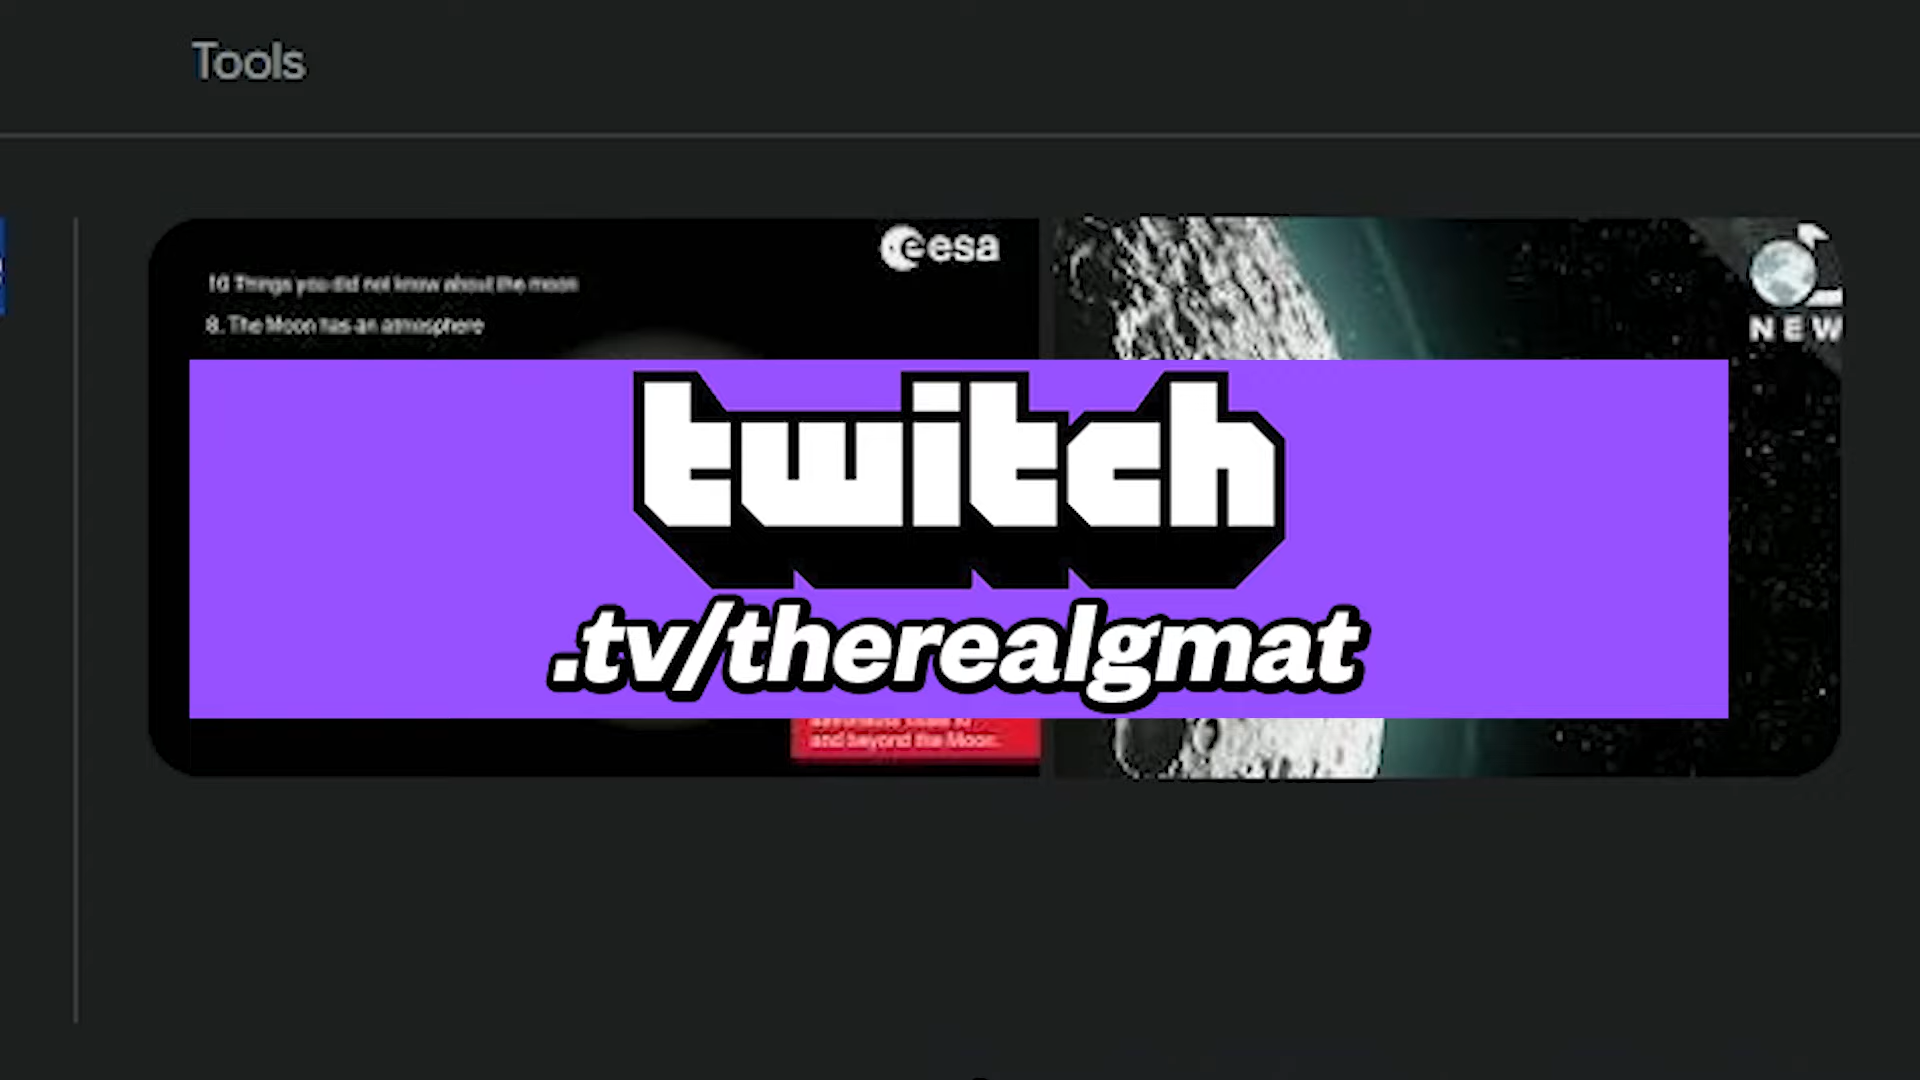 Tools
esa
10 Things you did not know about the moon
8. The Moon has an atmosphere
NEW
twitch
.tv/therealgmat
and beyond the Moon.